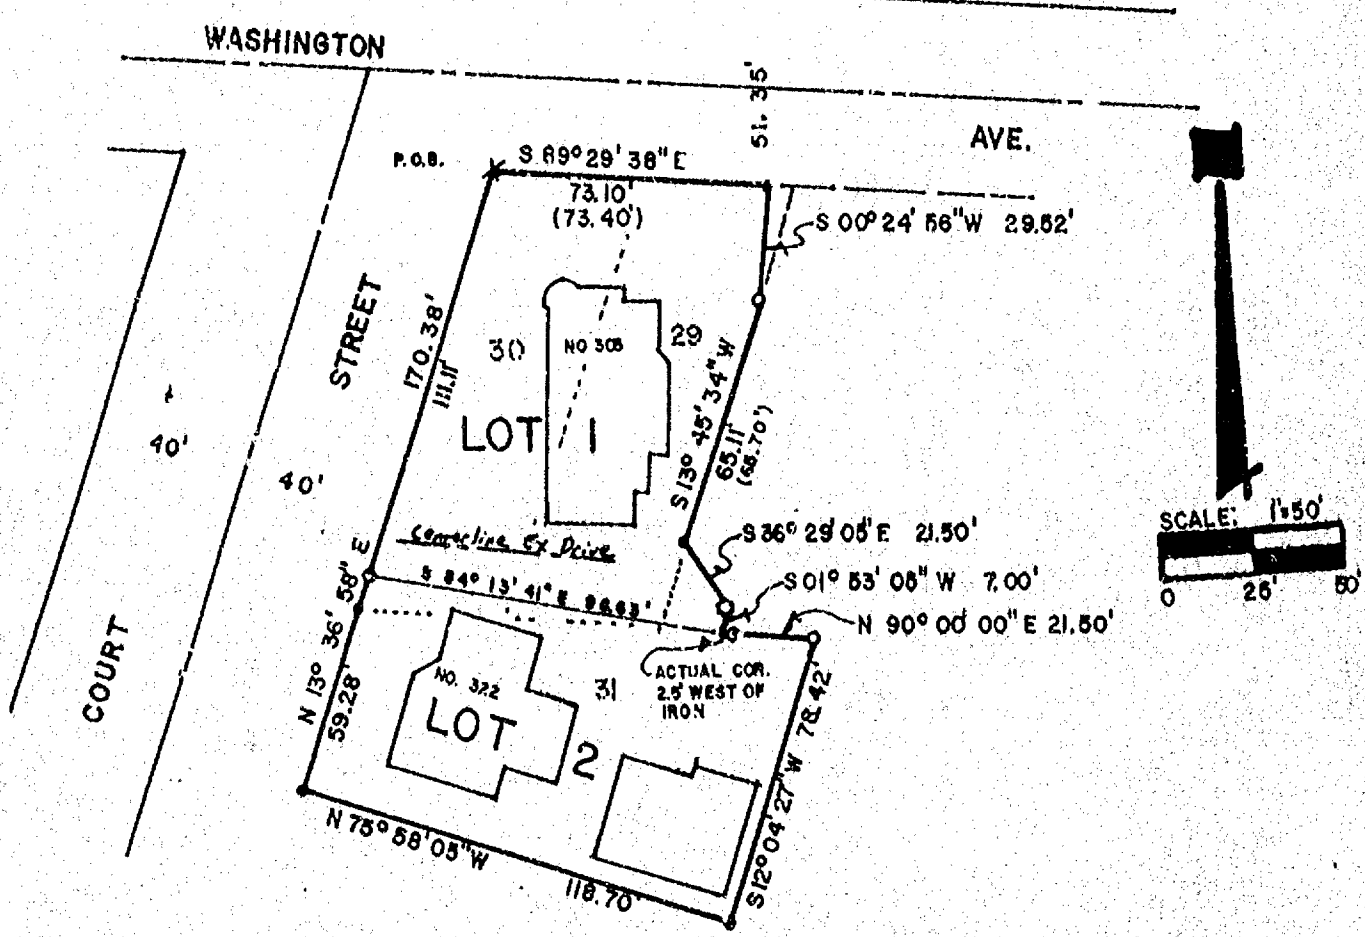 WASHINGTON
AVE.
51.35'
P.O.B.
S 89° 29' 38" E
73.10'
(73.40')
S 00° 24' 56" W 29.52'
STREET
170.38'
111.11'
30
NO 305
29
LOT 1
S 13° 45' 34" W
65.11'
(65.70')
40'
40'
SCALE: 1"=50'
0 25' 50'
Centerline Ex Drive
S 36° 29' 05" E 21.50'
S 84° 13' 41" E 96.63'
S 01° 53' 05" W 7.00'
N 90° 00' 00" E 21.50'
N 13° 36' 58" E
59.28'
COURT
NO. 322
31
LOT 2
ACTUAL COR.
2.5' WEST OF
IRON
78.42'
S 12° 04' 27" W
N 75° 58' 05" W
118.70'